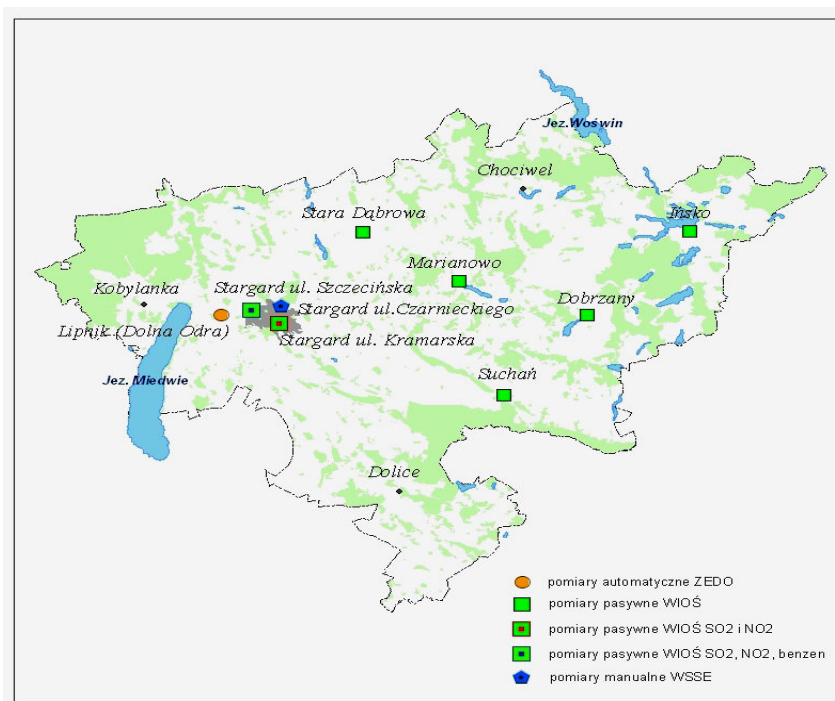 Jez.Woświn
Chociwel
Stara Dąbrowa
Ińsko
Marianowo
Kobylanka
Stargard ul. Szczecińska
Dobrzany
Stargard ul.Czarnieckiego
Lipnik (Dolna Odra)
Stargard ul. Kramarska
Jez. Miedwie
Suchań
Dolice
pomiary automatyczne ZEDO
pomiary pasywne WIOŚ
pomiary pasywne WIOŚ SO2 i NO2
pomiary pasywne WIOŚ SO2, NO2, benzen
pomiary manualne WSSE